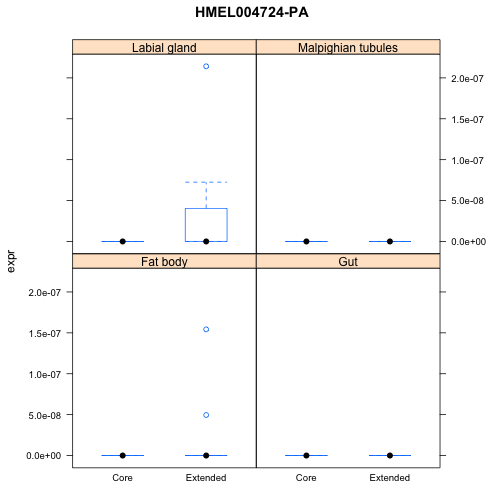 HMEL004724-PA
Labial gland
Malpighian tubules
2.0e-07
1.5e-07
1.0e-07
5.0e-08
0.0e+00
expr
Fat body
Gut
2.0e-07
1.5e-07
1.0e-07
5.0e-08
0.0e+00
Core
Extended
Core
Extended